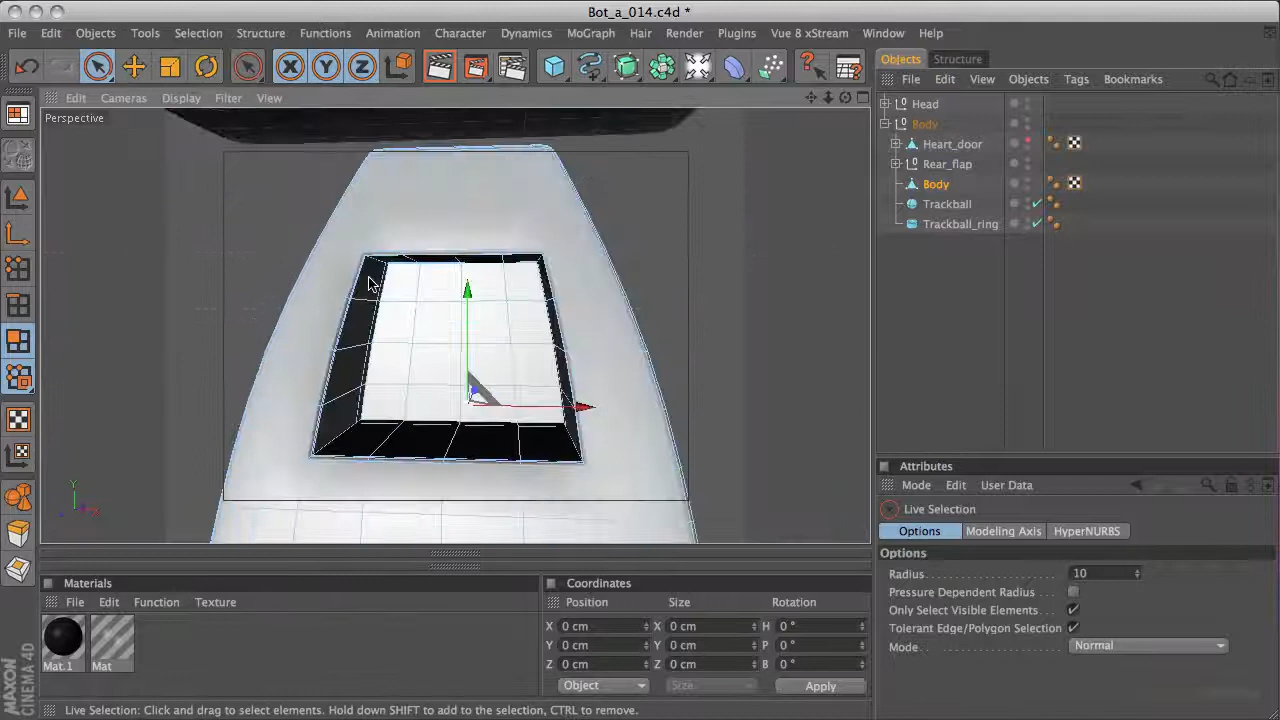 Bot_a_014.c4d *
File Edit Objects Tools Selection Structure Functions Animation Character Dynamics MoGraph Hair Render Plugins Vue 8 xStream Window Help
Objects Structure
File Edit View Objects Tags Bookmarks
Edit Cameras Display Filter View
Perspective
Head
Body
Heart_door
Rear_flap
Body
Trackball
Trackball_ring
X Y Z
Y
X
Attributes
Mode Edit User Data
Live Selection
Options Modeling Axis HyperNURBS
Options
Radius 10
Pressure Dependent Radius
Only Select Visible Elements
Tolerant Edge/Polygon Selection
Mode Normal
Materials
File Edit Function Texture
Mat.1 Mat
Coordinates
Position Size Rotation
X 0 cm X 0 cm H 0 °
Y 0 cm Y 0 cm P 0 °
Z 0 cm Z 0 cm B 0 °
Object Size Apply
MAXON
CINEMA 4D
Live Selection: Click and drag to select elements. Hold down SHIFT to add to the selection, CTRL to remove.